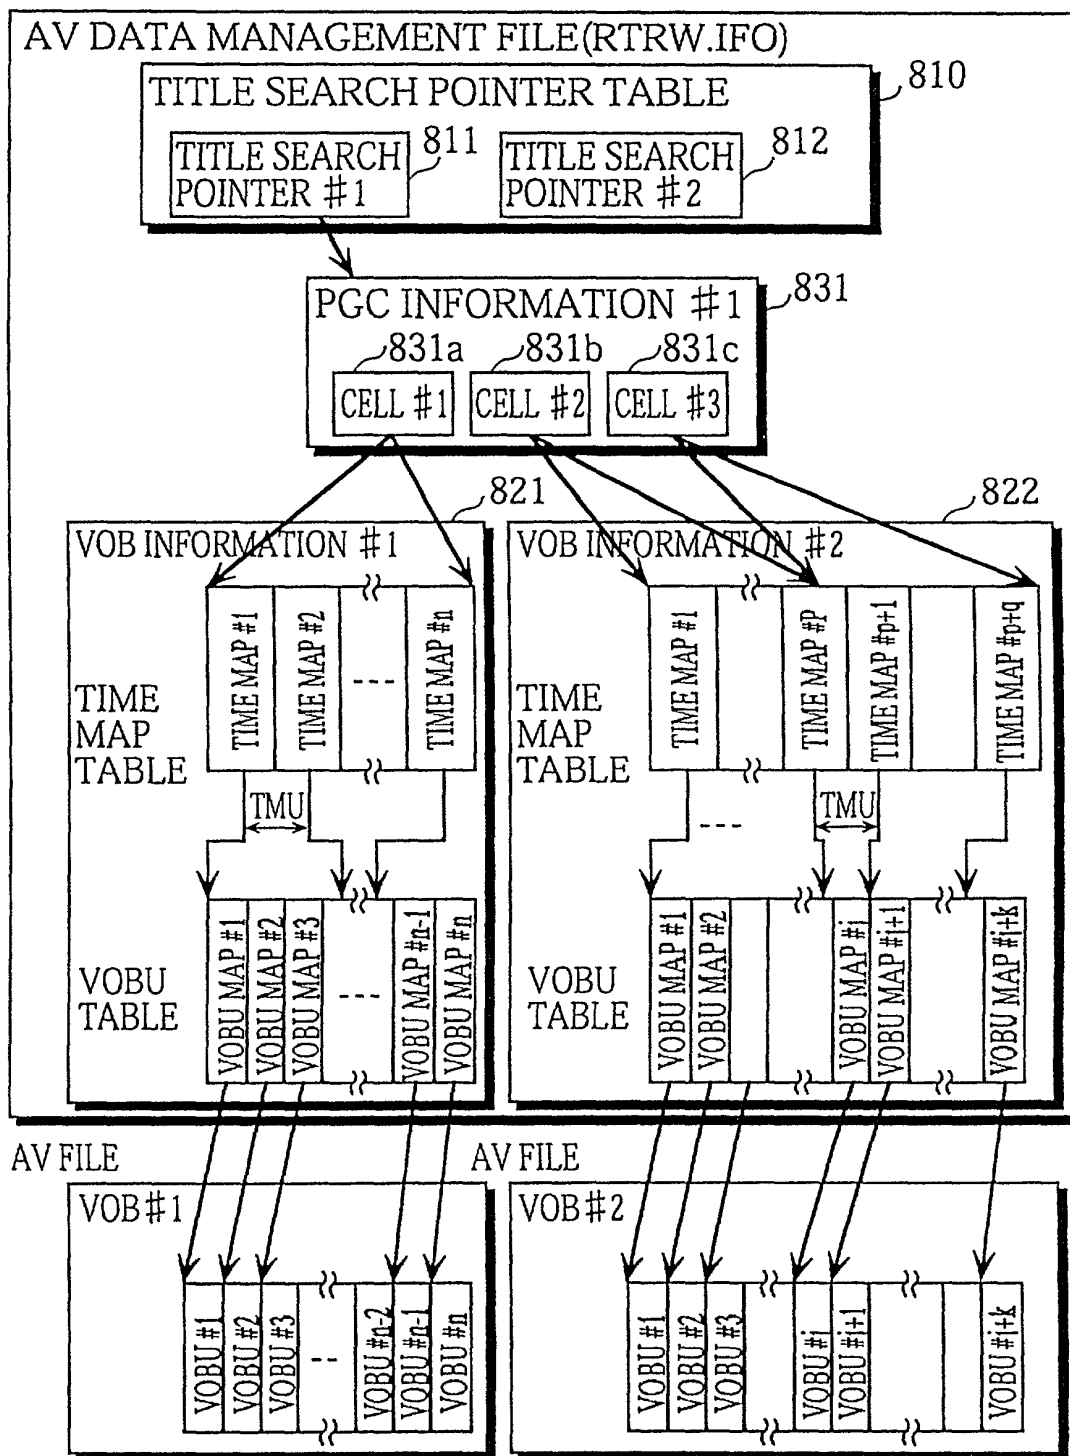 AV DATA MANAGEMENT FILE(RTRW.IFO)
TITLE SEARCH POINTER TABLE
810
TITLE SEARCH
POINTER #1
811
TITLE SEARCH
POINTER #2
812
PGC INFORMATION #1
831
831a
831b
831c
CELL #1
CELL #2
CELL #3
821
VOB INFORMATION #1
TIME MAP #1
TIME MAP #2
---
TIME MAP #n
TIME
MAP
TABLE
TMU
VOBU
TABLE
VOBU MAP #1
VOBU MAP #2
VOBU MAP #3
---
VOBU MAP #n-1
VOBU MAP #n
822
VOB INFORMATION #2
TIME MAP #1
TIME MAP #P
TIME MAP #p+1
TIME MAP #p+q
TIME
MAP
TABLE
----
TMU
VOBU
TABLE
VOBU MAP #1
VOBU MAP #2
VOBU MAP #j
VOBU MAP #j+1
VOBU MAP #j+k
AV FILE
VOB#1
VOBU #1
VOBU #2
VOBU #3
--
VOBU #n-2
VOBU #n-1
VOBU #n
AV FILE
VOB #2
VOBU #1
VOBU #2
VOBU #3
VOBU #j
VOBU #j+1
VOBU #j+k